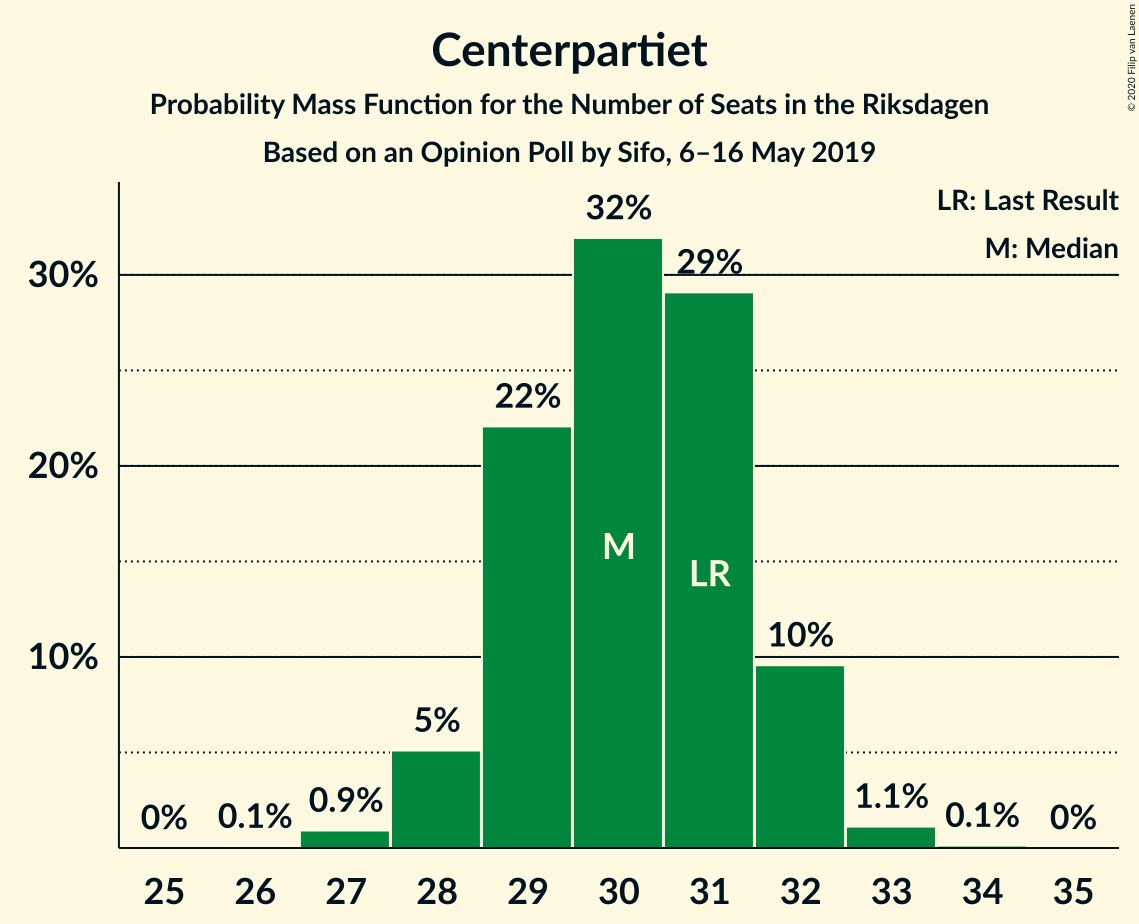 Centerpartiet
Probability Mass Function for the Number of Seats in the Riksdagen
Based on an Opinion Poll by Sifo, 6–16 May 2019
© 2020 Filip van Laenen
LR: Last Result
M: Median
32%
29%
30%
22%
20%
M
LR
10%
10%
5%
0%
0.1%
0.9%
1.1%
0.1%
0%
25 26 27 28 29 30 31 32 33 34 35